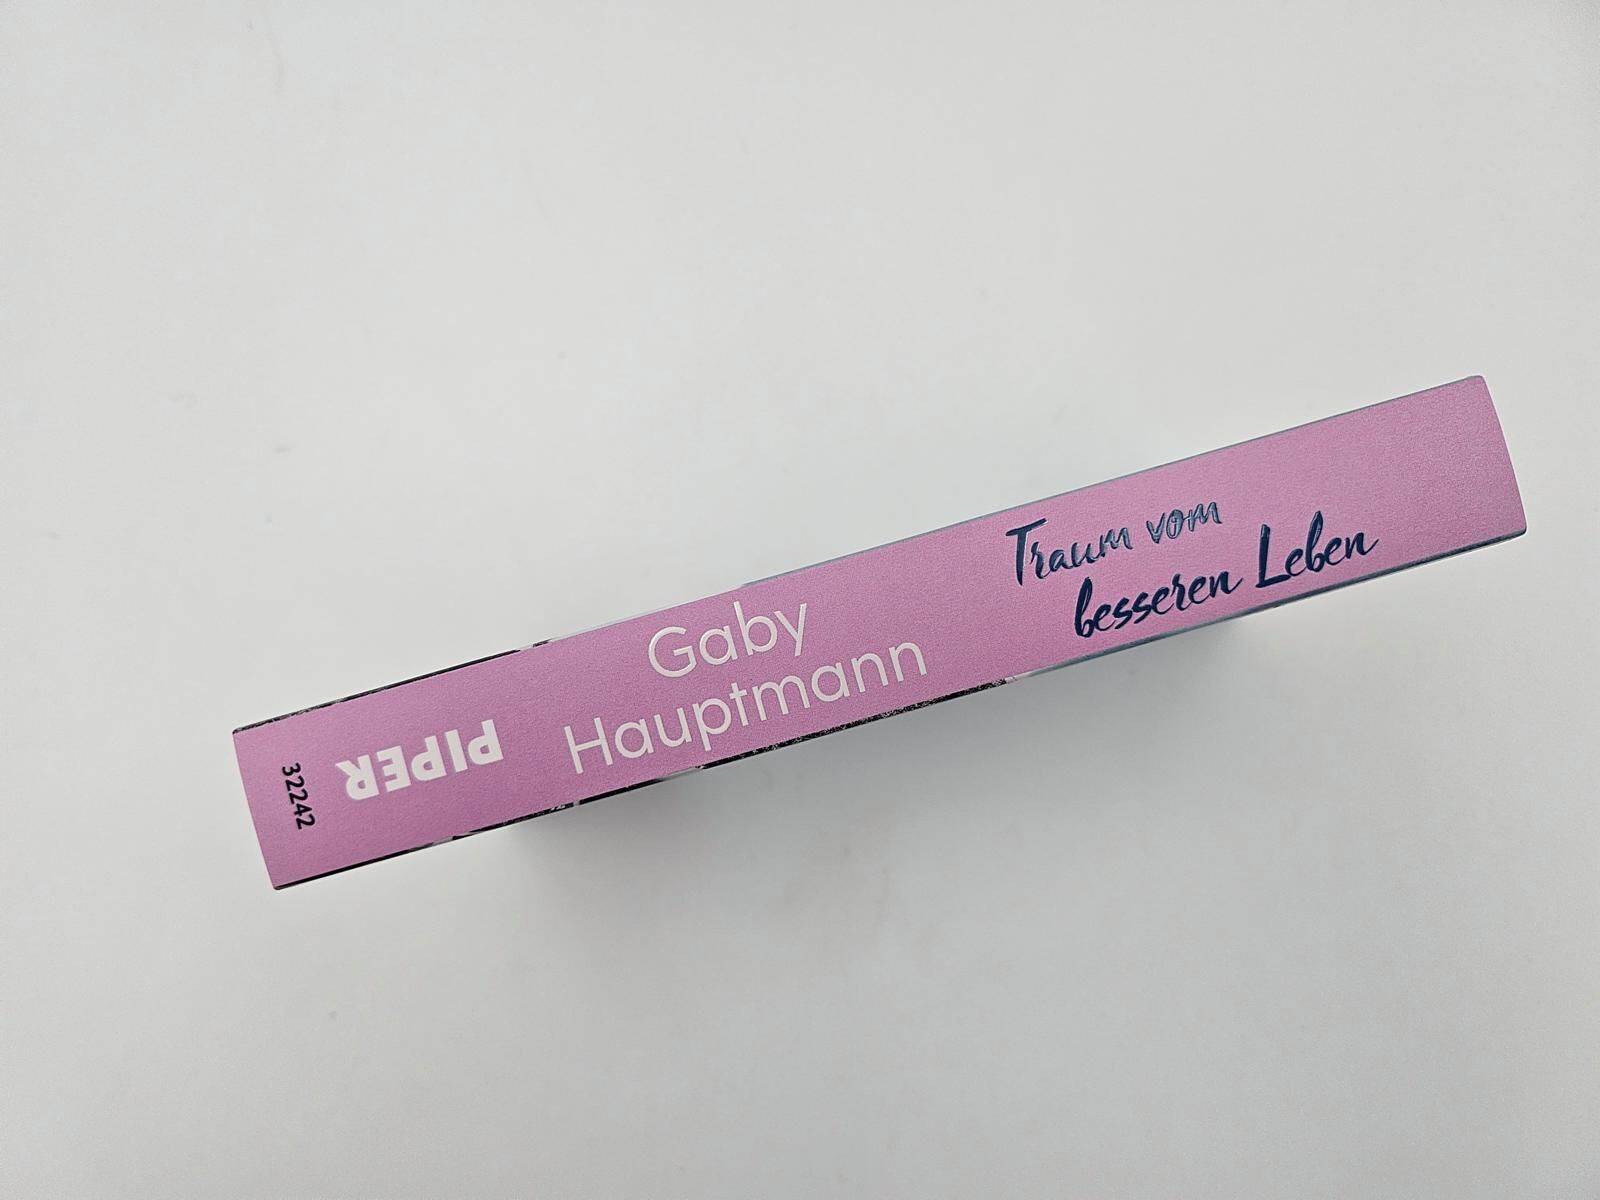 Traum vom
besseren Leben
Gaby
Hauptmann
PIPER
32242